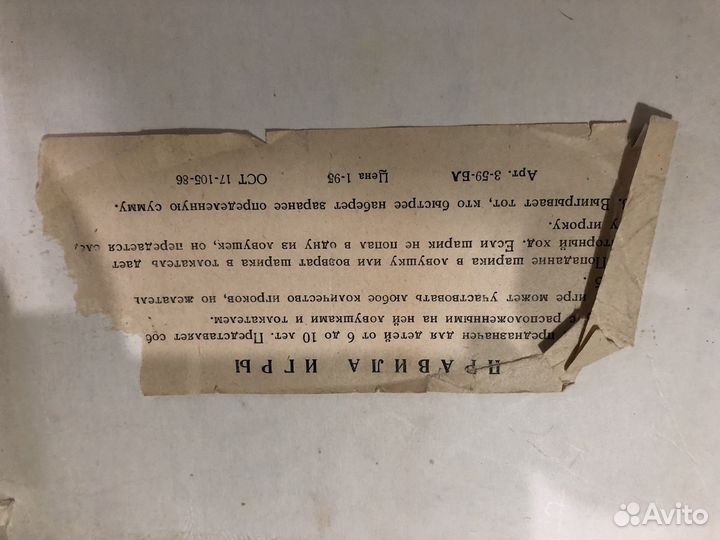 ПРАВИЛА ИГРЫ
предназначен для детей от 6 до 10 лет. Представляет соб
с расположенными на ней ловушками и толкателем.
игре может участвовать любое количество игроков, но желатель
5.
Попадание шарика в ловушку или возврат шарика в толкатель дает
торный ход. Если шарик не попал в одну из ловушек, он передается
у игроку.
. Выигрывает тот, кто быстрее наберет заранее определенную сумму.
Арт. 3-59-БЛ Цена 1-95 ОСТ 17-105-86
Avito